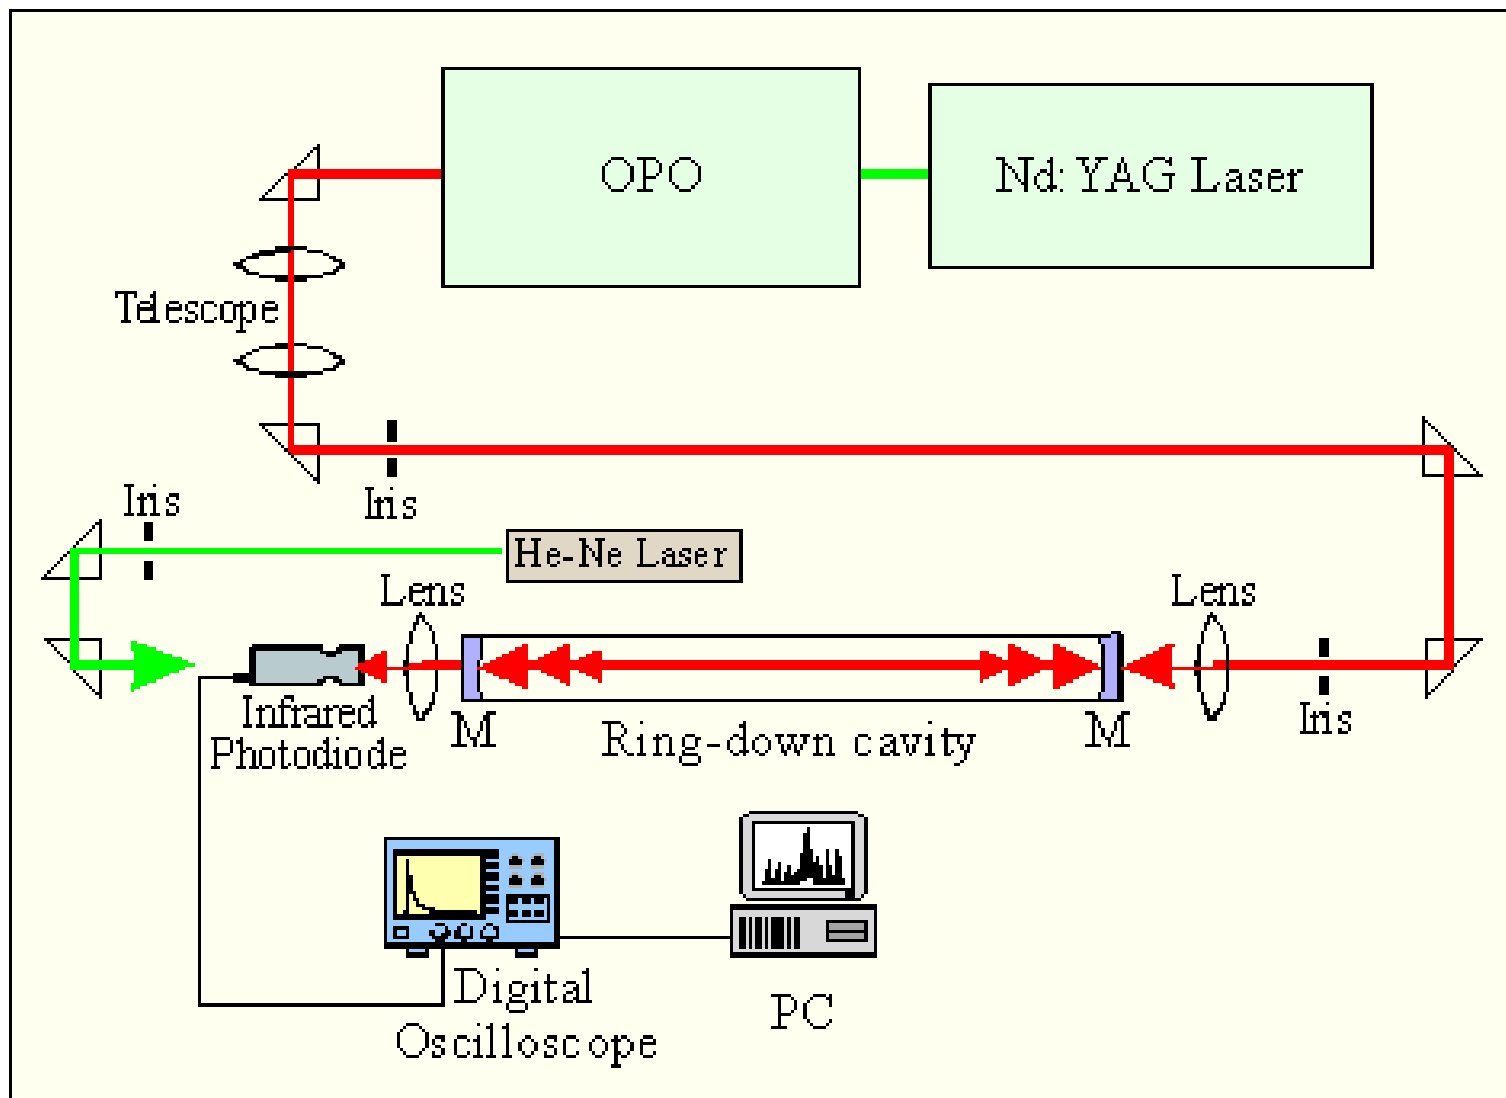 OPO
Nd: YAG Laser
Telescope
Iris
Iris
He-Ne Laser
Lens
Lens
Infrared
Photodiode
M
Ring-down cavity
M
Iris
Digital
Oscilloscope
PC